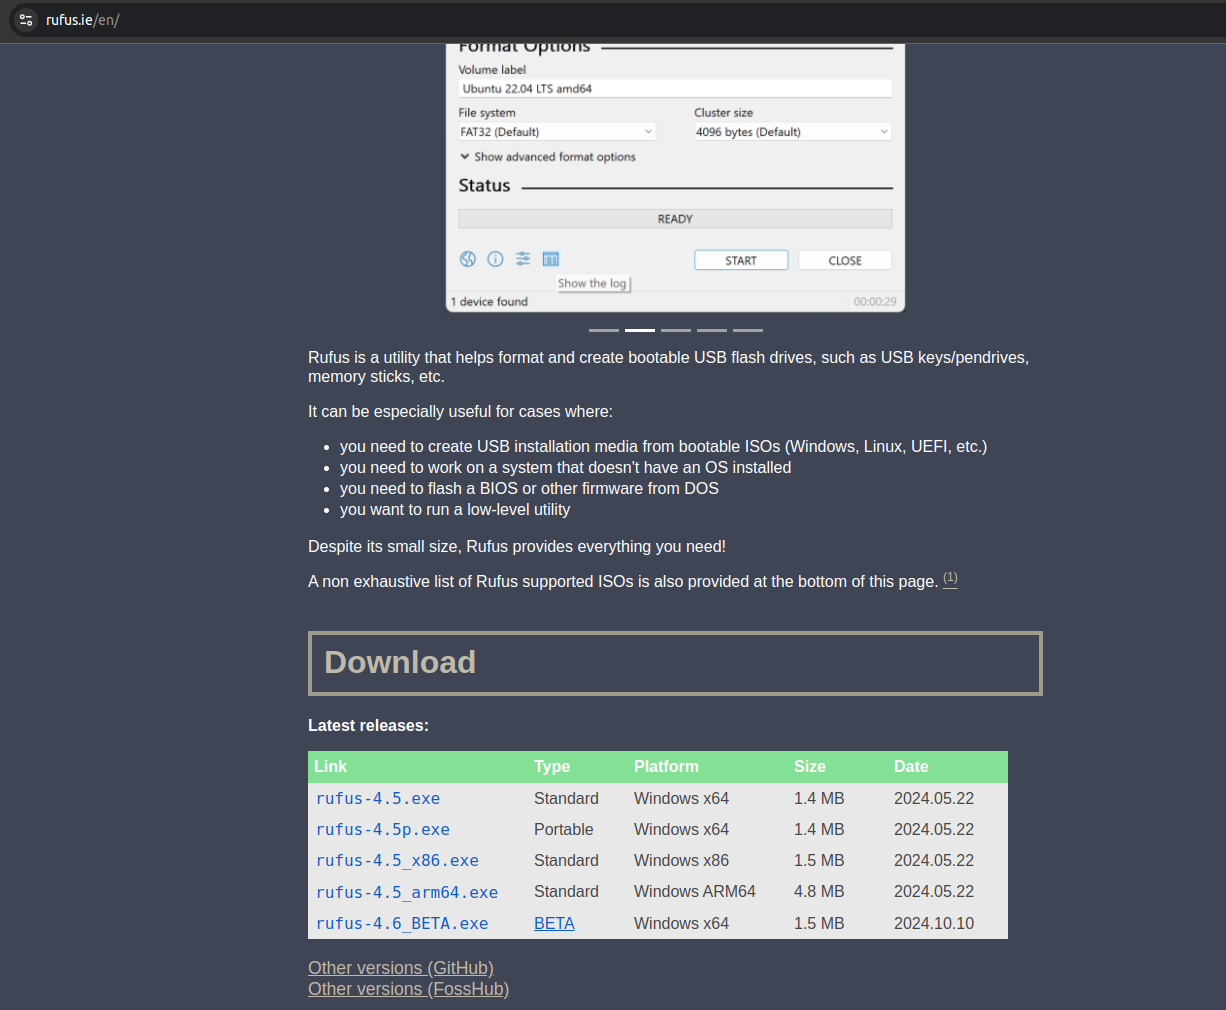 rufus.ie/en/
Format Options
Volume label
Ubuntu 22.04 LTS amd64
File system Cluster size
FAT32 (Default) 4096 bytes (Default)
Show advanced format options
Status
READY
START CLOSE
Show the log
1 device found 00:00:29
Rufus is a utility that helps format and create bootable USB flash drives, such as USB keys/pendrives,
memory sticks, etc.
It can be especially useful for cases where:
• you need to create USB installation media from bootable ISOs (Windows, Linux, UEFI, etc.)
• you need to work on a system that doesn't have an OS installed
• you need to flash a BIOS or other firmware from DOS
• you want to run a low-level utility
Despite its small size, Rufus provides everything you need!
A non exhaustive list of Rufus supported ISOs is also provided at the bottom of this page. (1)
Download
Latest releases:
Link Type Platform Size Date
rufus-4.5.exe Standard Windows x64 1.4 MB 2024.05.22
rufus-4.5p.exe Portable Windows x64 1.4 MB 2024.05.22
rufus-4.5_x86.exe Standard Windows x86 1.5 MB 2024.05.22
rufus-4.5_arm64.exe Standard Windows ARM64 4.8 MB 2024.05.22
rufus-4.6_BETA.exe BETA Windows x64 1.5 MB 2024.10.10
Other versions (GitHub)
Other versions (FossHub)